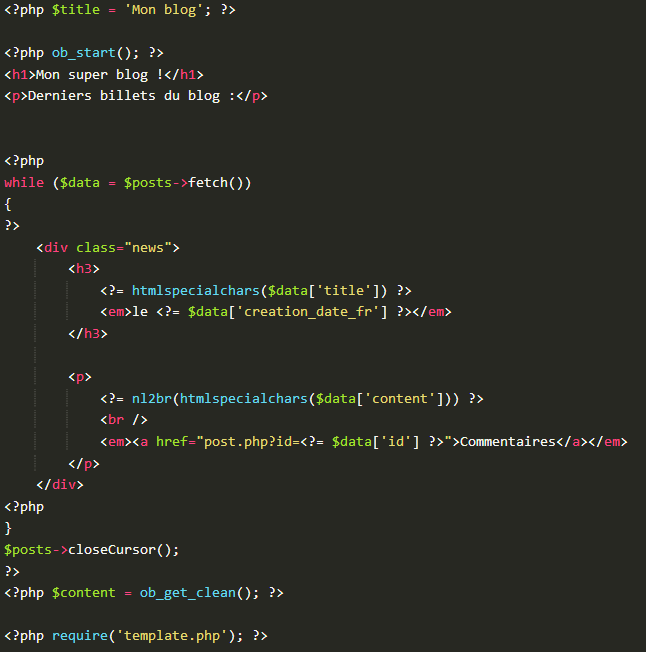 <?php $title = 'Mon blog'; ?>
<?php ob_start(); ?>
<h1>Mon super blog !</h1>
<p>Derniers billets du blog :</p>
<?php
while ($data = $posts->fetch())
{
?>
<div class="news">
<h3>
<?= htmlspecialchars($data['title']) ?>
<em>le <?= $data['creation_date_fr'] ?></em>
</h3>
<p>
<?= nl2br(htmlspecialchars($data['content'])) ?>
<br />
<em><a href="post.php?id=<?= $data['id'] ?>">Commentaires</a></em>
</p>
</div>
<?php
}
$posts->closeCursor();
?>
<?php $content = ob_get_clean(); ?>
<?php require('template.php'); ?>